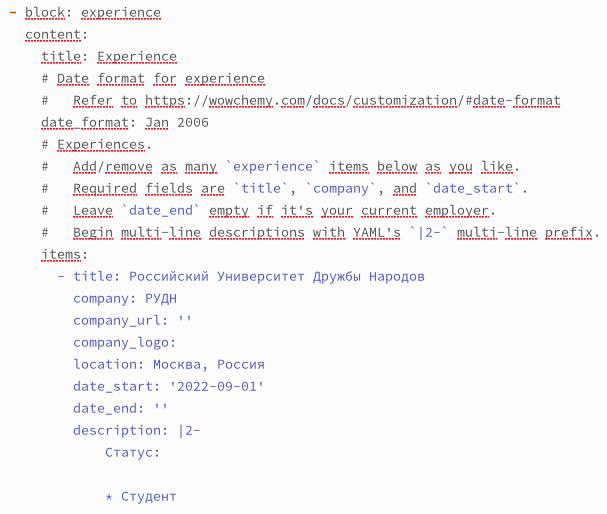 - block: experience
content:
title: Experience
# Date format for experience
#   Refer to https://wowchemy.com/docs/customization/#date-format
date_format: Jan 2006
# Experiences.
#   Add/remove as many `experience` items below as you like.
#   Required fields are `title`, `company`, and `date_start`.
#   Leave `date_end` empty if it's your current employer.
#   Begin multi-line descriptions with YAML's `|2-` multi-line prefix.
items:
- title: Российский Университет Дружбы Народов
company: РУДН
company_url: ''
company_logo:
location: Москва, Россия
date_start: '2022-09-01'
date_end: ''
description: |2-
Статус:
* Студент